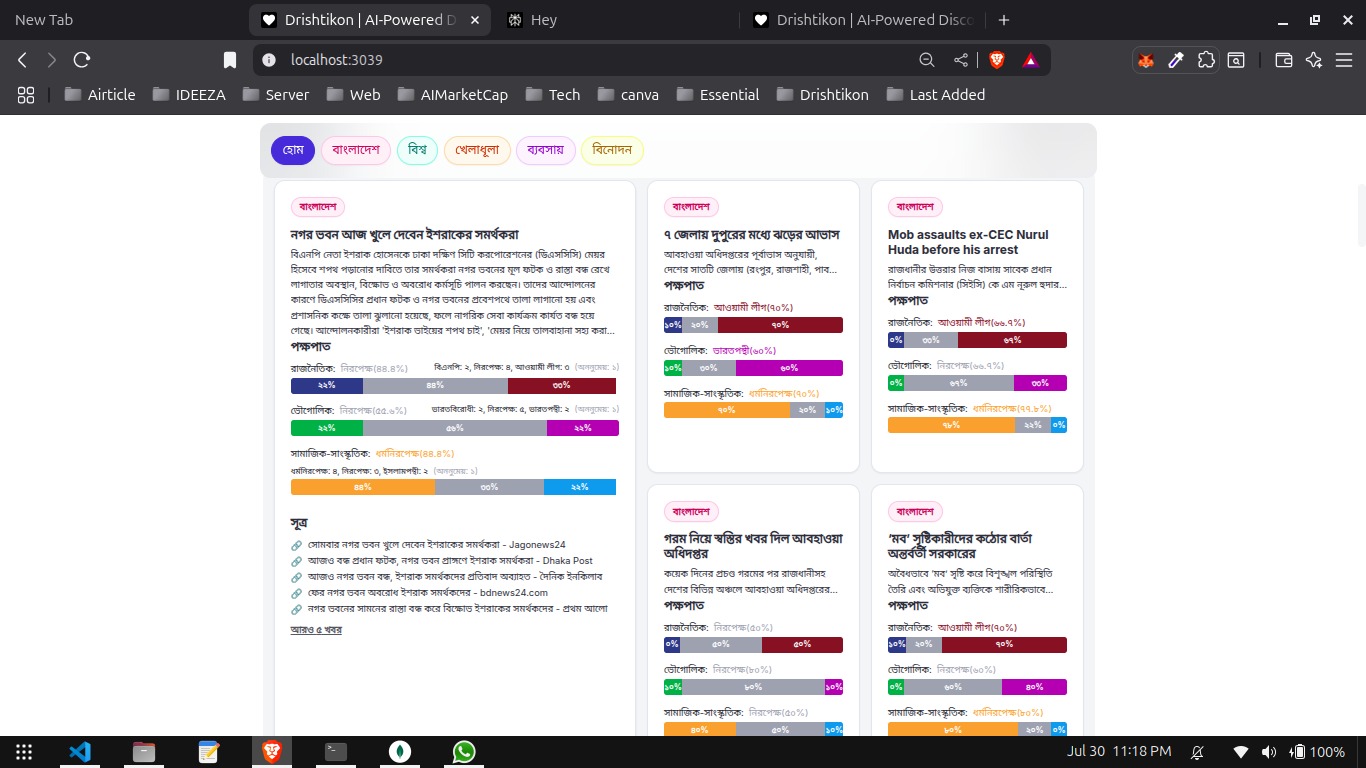 New Tab
Drishtikon | AI-Powered D
Hey
Drishtikon | AI-Powered Disco
localhost:3039
Airticle
IDEEZA
Server
Web
AIMarketCap
Tech
canva
Essential
Drishtikon
Last Added
হোম
বাংলাদেশ
বিশ্ব
খেলাধুলা
ব্যবসায়
বিনোদন
বাংলাদেশ
নগর ভবন আজ খুলে দেবেন ইশরাকের সমর্থকরা
বিএনপি নেতা ইশরাক হোসেনকে ঢাকা দক্ষিণ সিটি করপোরেশনের (ডিএসসিসি) মেয়র
হিসেবে শপথ পড়ানোর দাবিতে তার সমর্থকরা নগর ভবনের মূল ফটক ও রাস্তা বন্ধ রেখে
লাগাতার অবস্থান, বিক্ষোভ ও অবরোধ কর্মসূচি পালন করছেন। তাদের আন্দোলনের
কারণে ডিএসসিসির প্রধান ফটক ও নগর ভবনের প্রবেশপথে তালা লাগানো হয় এবং
প্রশাসনিক কক্ষে তালা ঝুলানো হয়েছে, ফলে নাগরিক সেবা কার্যক্রম কার্যত বন্ধ হয়ে
গেছে। আন্দোলনকারীরা 'ইশরাক ভাইয়ের শপথ চাই', 'মেয়র নিয়ে তালবাহানা সহ্য করা...
পক্ষপাত
রাজনৈতিক: নিরপেক্ষ(৪৪.৪%) বিএনপি: ২, নিরপেক্ষ: ৪, আওয়ামী লীগ: ৩ (অননুমেয়: ১)
২২% ৪৪% ৩৩%
ভৌগোলিক: নিরপেক্ষ(৫৫.৬%) ভারতবিরোধী: ২, নিরপেক্ষ: ৫, ভারতপন্থী: ২ (অননুমেয়: ১)
২২% ৫৬% ২২%
সামাজিক-সাংস্কৃতিক: ধর্মনিরপেক্ষ(৪৪.৪%)
ধর্মনিরপেক্ষ: ৪, নিরপেক্ষ: ৩, ইসলামপন্থী: ২ (অননুমেয়: ১)
৪৪% ৩৩% ২২%
সূত্র
সোমবার নগর ভবন খুলে দেবেন ইশরাকের সমর্থকরা - Jagonews24
আজও বন্ধ প্রধান ফটক, নগর ভবন প্রাঙ্গণে ইশরাক সমর্থকরা - Dhaka Post
আজও নগর ভবন বন্ধ, ইশরাক সমর্থকদের প্রতিবাদ অব্যাহত - দৈনিক ইনকিলাব
ফের নগর ভবন অবরোধ ইশরাক সমর্থকদের - bdnews24.com
নগর ভবনের সামনের রাস্তা বন্ধ করে বিক্ষোভ ইশরাকের সমর্থকদের - প্রথম আলো
আরও ৫ খবর
বাংলাদেশ
৭ জেলায় দুপুরের মধ্যে ঝড়ের আভাস
আবহাওয়া অধিদপ্তরের পূর্বাভাস অনুযায়ী,
দেশের সাতটি জেলায় (রংপুর, রাজশাহী, পাব...
পক্ষপাত
রাজনৈতিক: আওয়ামী লীগ(৭০%)
১০% ২০% ৭০%
ভৌগোলিক: ভারতপন্থী(৬০%)
১০% ৩০% ৬০%
সামাজিক-সাংস্কৃতিক: ধর্মনিরপেক্ষ(৭০%)
৭০% ২০% ১০%
বাংলাদেশ
Mob assaults ex-CEC Nurul
Huda before his arrest
রাজধানীর উত্তরার নিজ বাসায় সাবেক প্রধান
নির্বাচন কমিশনার (সিইসি) কে এম নূরুল হুদার...
পক্ষপাত
রাজনৈতিক: আওয়ামী লীগ(৬৬.৭%)
০% ৩৩% ৬৭%
ভৌগোলিক: নিরপেক্ষ(৬৬.৭%)
০% ৬৭% ৩৩%
সামাজিক-সাংস্কৃতিক: ধর্মনিরপেক্ষ(৭৭.৮%)
৭৮% ২২% ০%
বাংলাদেশ
গরম নিয়ে স্বস্তির খবর দিল আবহাওয়া
অধিদপ্তর
কয়েক দিনের প্রচণ্ড গরমের পর রাজধানীসহ
দেশের বিভিন্ন অঞ্চলে আবহাওয়া অধিদপ্তরের...
পক্ষপাত
রাজনৈতিক: নিরপেক্ষ(৫০%)
০% ৫০% ৫০%
ভৌগোলিক: নিরপেক্ষ(৮০%)
১০% ৮০% ১০%
সামাজিক-সাংস্কৃতিক: নিরপেক্ষ(৫০%)
৪০% ৫০% ১০%
বাংলাদেশ
‘মব’ সৃষ্টিকারীদের কঠোর বার্তা
অন্তর্বর্তী সরকারের
অবৈধভাবে 'মব' সৃষ্টি করে বিশৃঙ্খল পরিস্থিতি
তৈরি এবং অভিযুক্ত ব্যক্তিকে শারীরিকভাবে...
পক্ষপাত
রাজনৈতিক: আওয়ামী লীগ(৭০%)
১০% ২০% ৭০%
ভৌগোলিক: নিরপেক্ষ(৬০%)
০% ৬০% ৪০%
সামাজিক-সাংস্কৃতিক: ধর্মনিরপেক্ষ(৮০%)
৮০% ২০% ০%
Jul 30 11:18 PM
100%